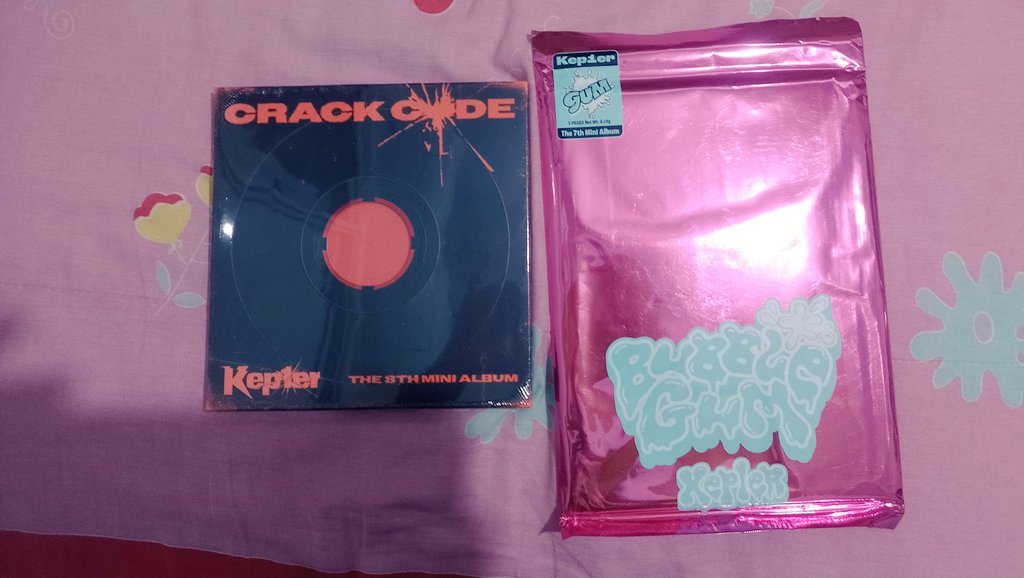 CRACK CODE
Kep1er
THE 8TH MINI ALBUM
Kep1er
GUM
The 7th Mini Album
BUBBLE
GUM
Kep1er